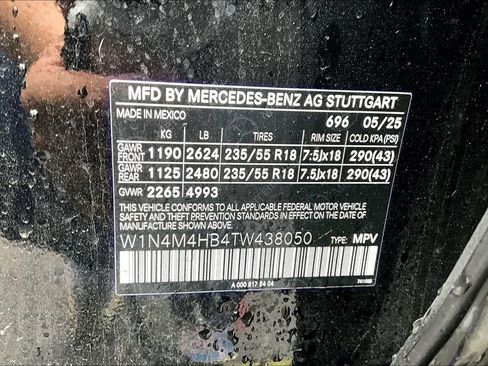 MFD BY MERCEDES-BENZ AG STUTTGART
MADE IN MEXICO 696 05/25
KG LB TIRES RIM SIZE COLD KPA (PSI)
GAWR FRONT 1190 2624 235/55 R18 7.5Jx18 290(43)
GAWR REAR 1125 2480 235/55 R18 7.5Jx18 290(43)
GVWR 2265 4993
THIS VEHICLE CONFORMS TO ALL APPLICABLE FEDERAL MOTOR VEHICLE
SAFETY AND THEFT PREVENTION STANDARDS IN EFFECT ON THE DATE OF
MANUFACTURE SHOWN ABOVE.
W1N4M4HB4TW438050 TYPE: MPV
A 000 817 54 04